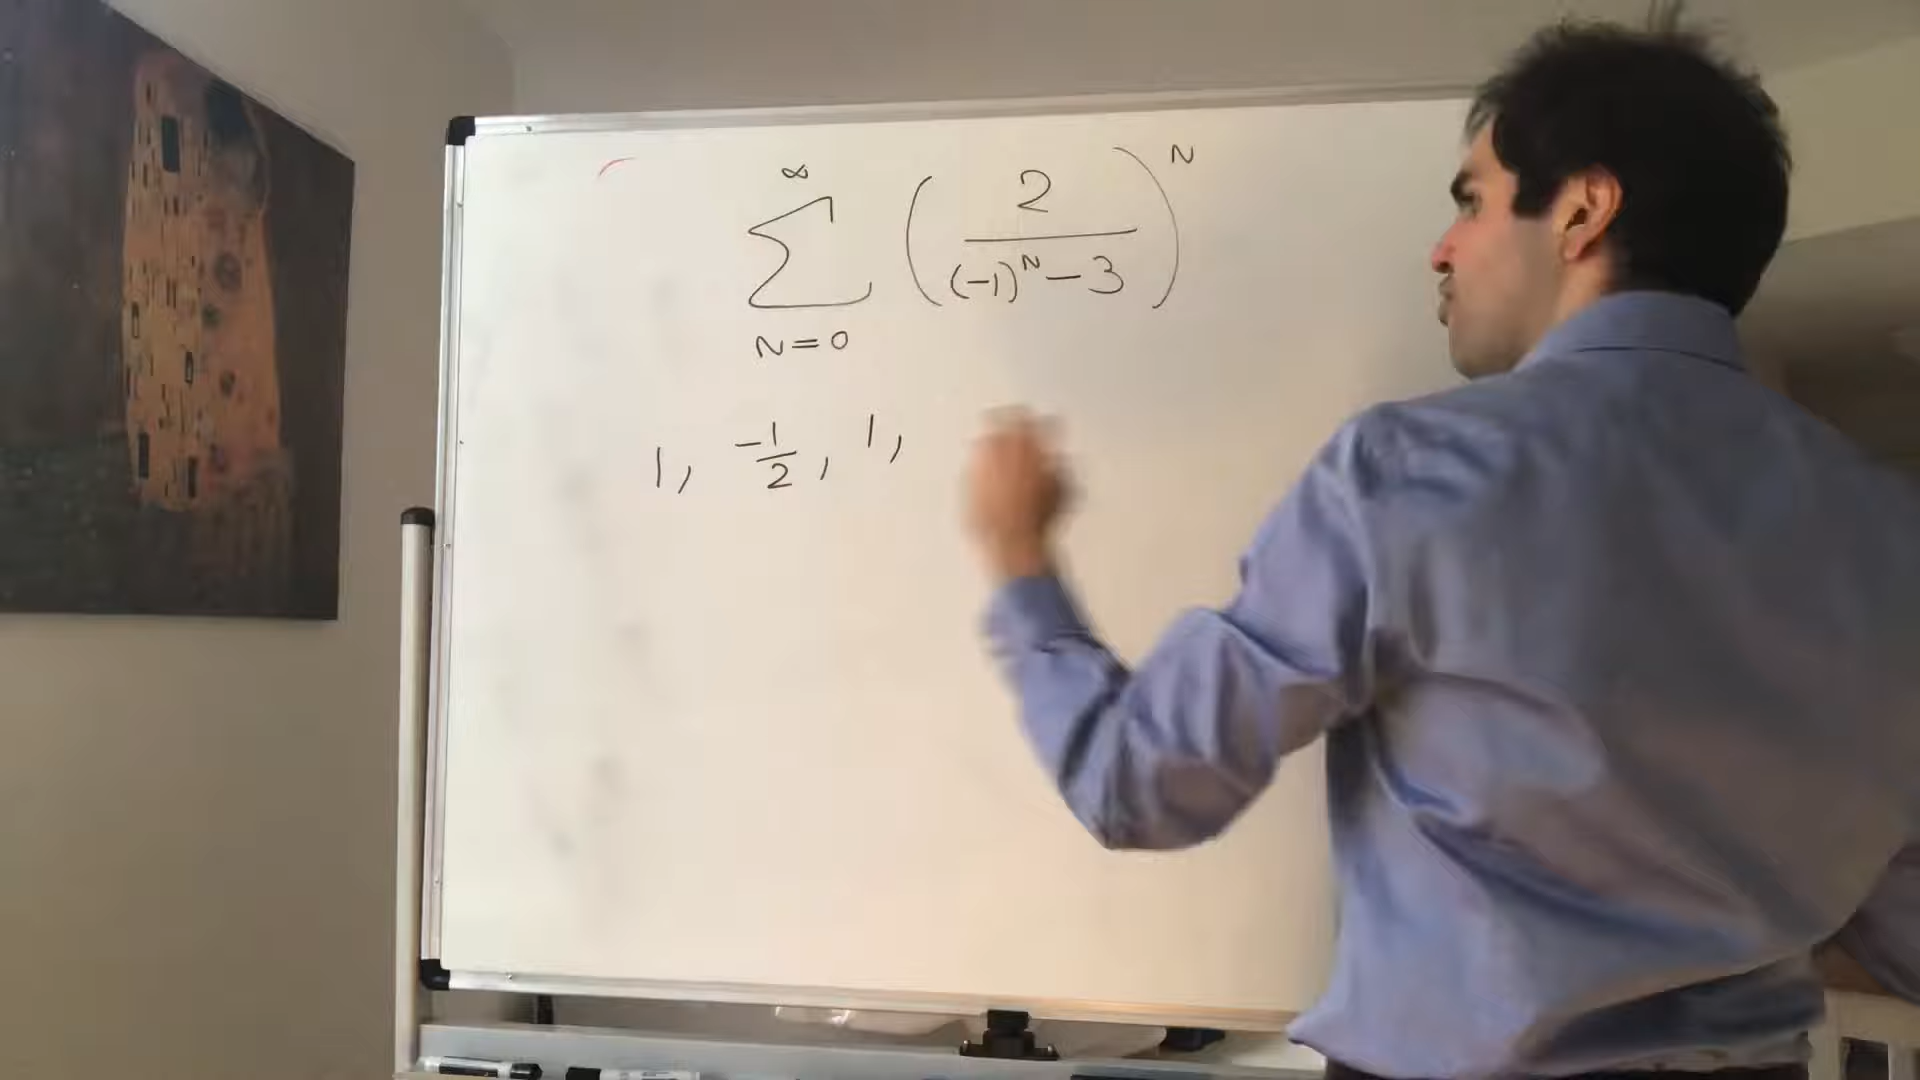 ∞
∑ ( 2 / ((-1)^N - 3) )^N
N=0
1, -1/2, 1,